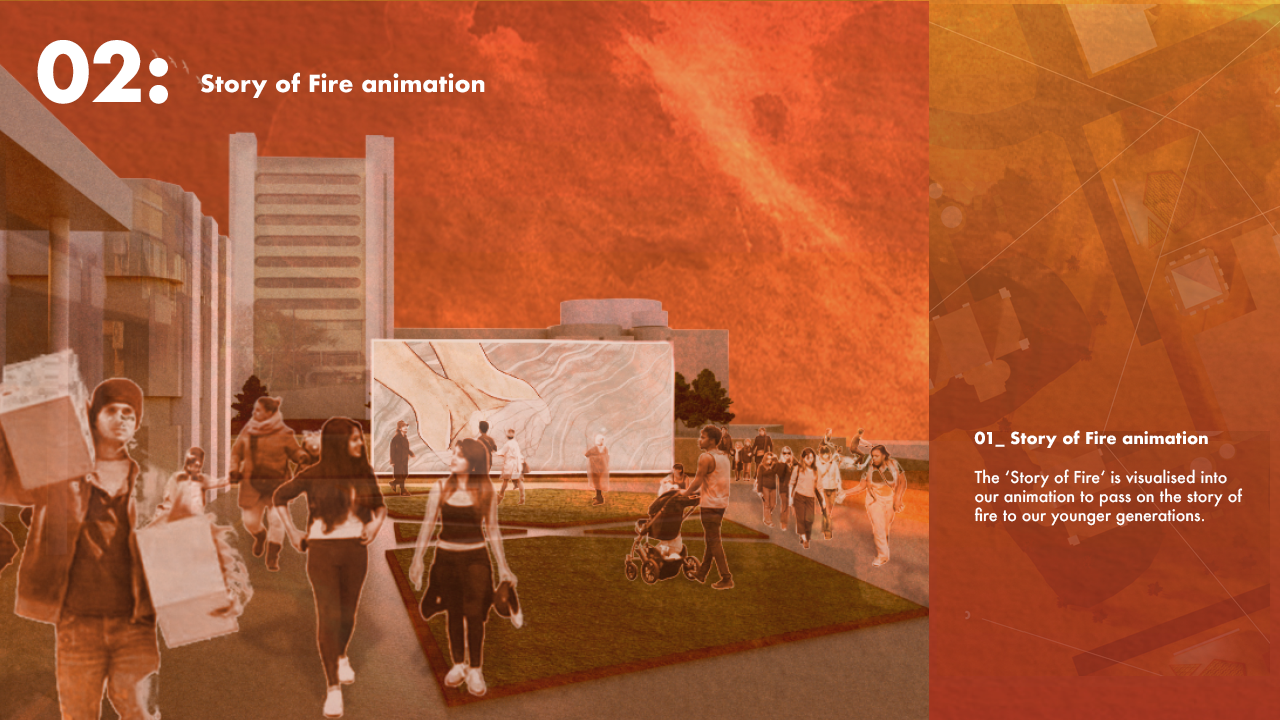 02:
Story of Fire animation
01_ Story of Fire animation
The ‘Story of Fire‘ is visualised into
our animation to pass on the story of
fire to our younger generations.